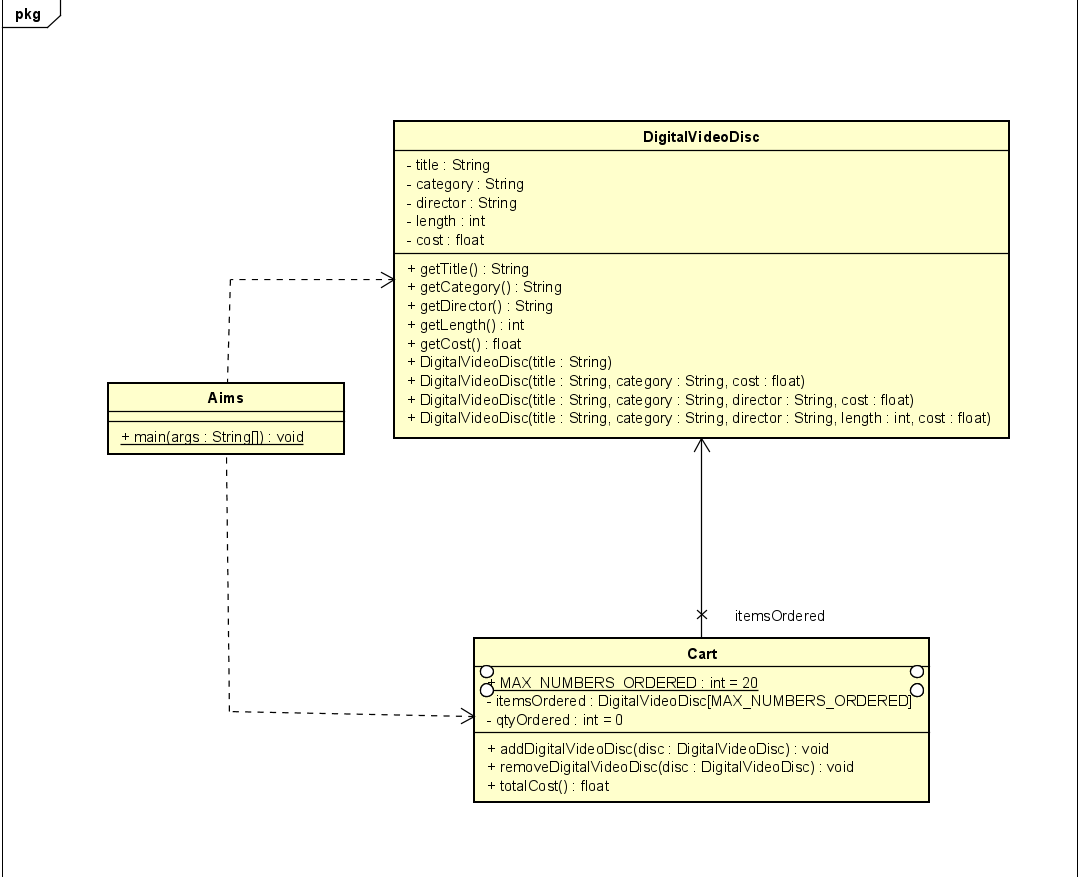 pkg
DigitalVideoDisc
- title : String
- category : String
- director : String
- length : int
- cost : float
+ getTitle() : String
+ getCategory() : String
+ getDirector() : String
+ getLength() : int
+ getCost() : float
+ DigitalVideoDisc(title : String)
+ DigitalVideoDisc(title : String, category : String, cost : float)
+ DigitalVideoDisc(title : String, category : String, director : String, cost : float)
+ DigitalVideoDisc(title : String, category : String, director : String, length : int, cost : float)
Aims
+ main(args : String[]) : void
itemsOrdered
Cart
+ MAX_NUMBERS_ORDERED : int = 20
- itemsOrdered : DigitalVideoDisc[MAX_NUMBERS_ORDERED]
- qtyOrdered : int = 0
+ addDigitalVideoDisc(disc : DigitalVideoDisc) : void
+ removeDigitalVideoDisc(disc : DigitalVideoDisc) : void
+ totalCost() : float